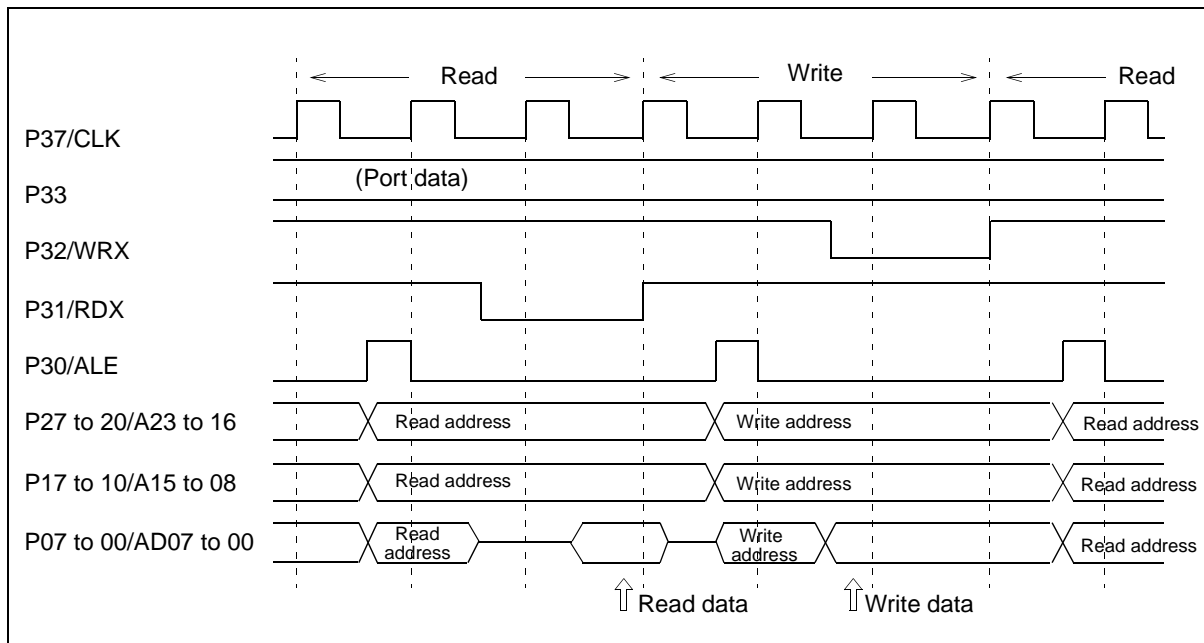 Read Write Read
P37/CLK
(Port data)
P33
P32/WRX
P31/RDX
P30/ALE
P27 to 20/A23 to 16 Read address Write address Read address
P17 to 10/A15 to 08 Read address Write address Read address
P07 to 00/AD07 to 00 Read address Write address Read address
Read data Write data